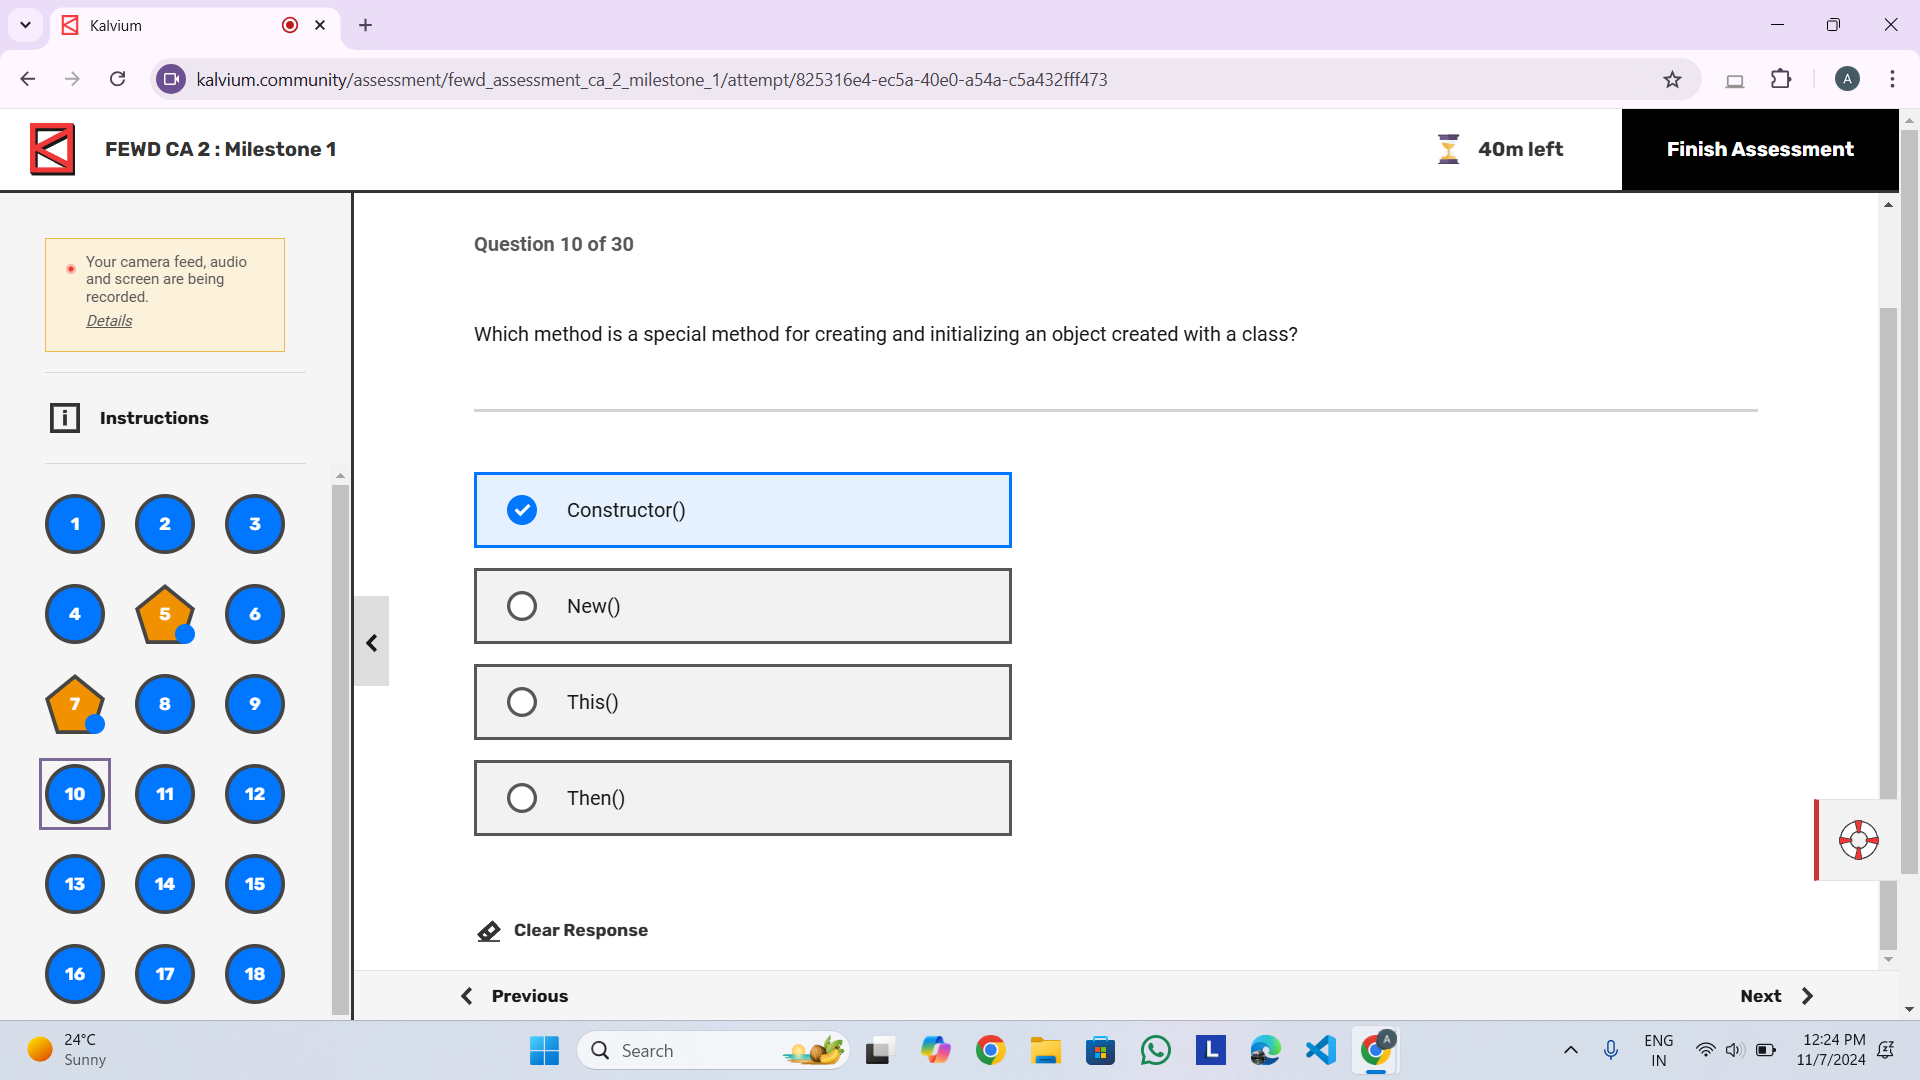 Kalvium
kalvium.community/assessment/fewd_assessment_ca_2_milestone_1/attempt/825316e4-ec5a-40e0-a54a-c5a432fff473
A
FEWD CA 2 : Milestone 1
40m left
Finish Assessment
Your camera feed, audio
and screen are being
recorded.
Details
Instructions
1 2 3
4 5 6
7 8 9
10 11 12
13 14 15
16 17 18
Question 10 of 30
Which method is a special method for creating and initializing an object created with a class?
Constructor()
New()
This()
Then()
Clear Response
Previous
Next
24°C
Sunny
Search
L
A
ENG
IN
12:24 PM
11/7/2024